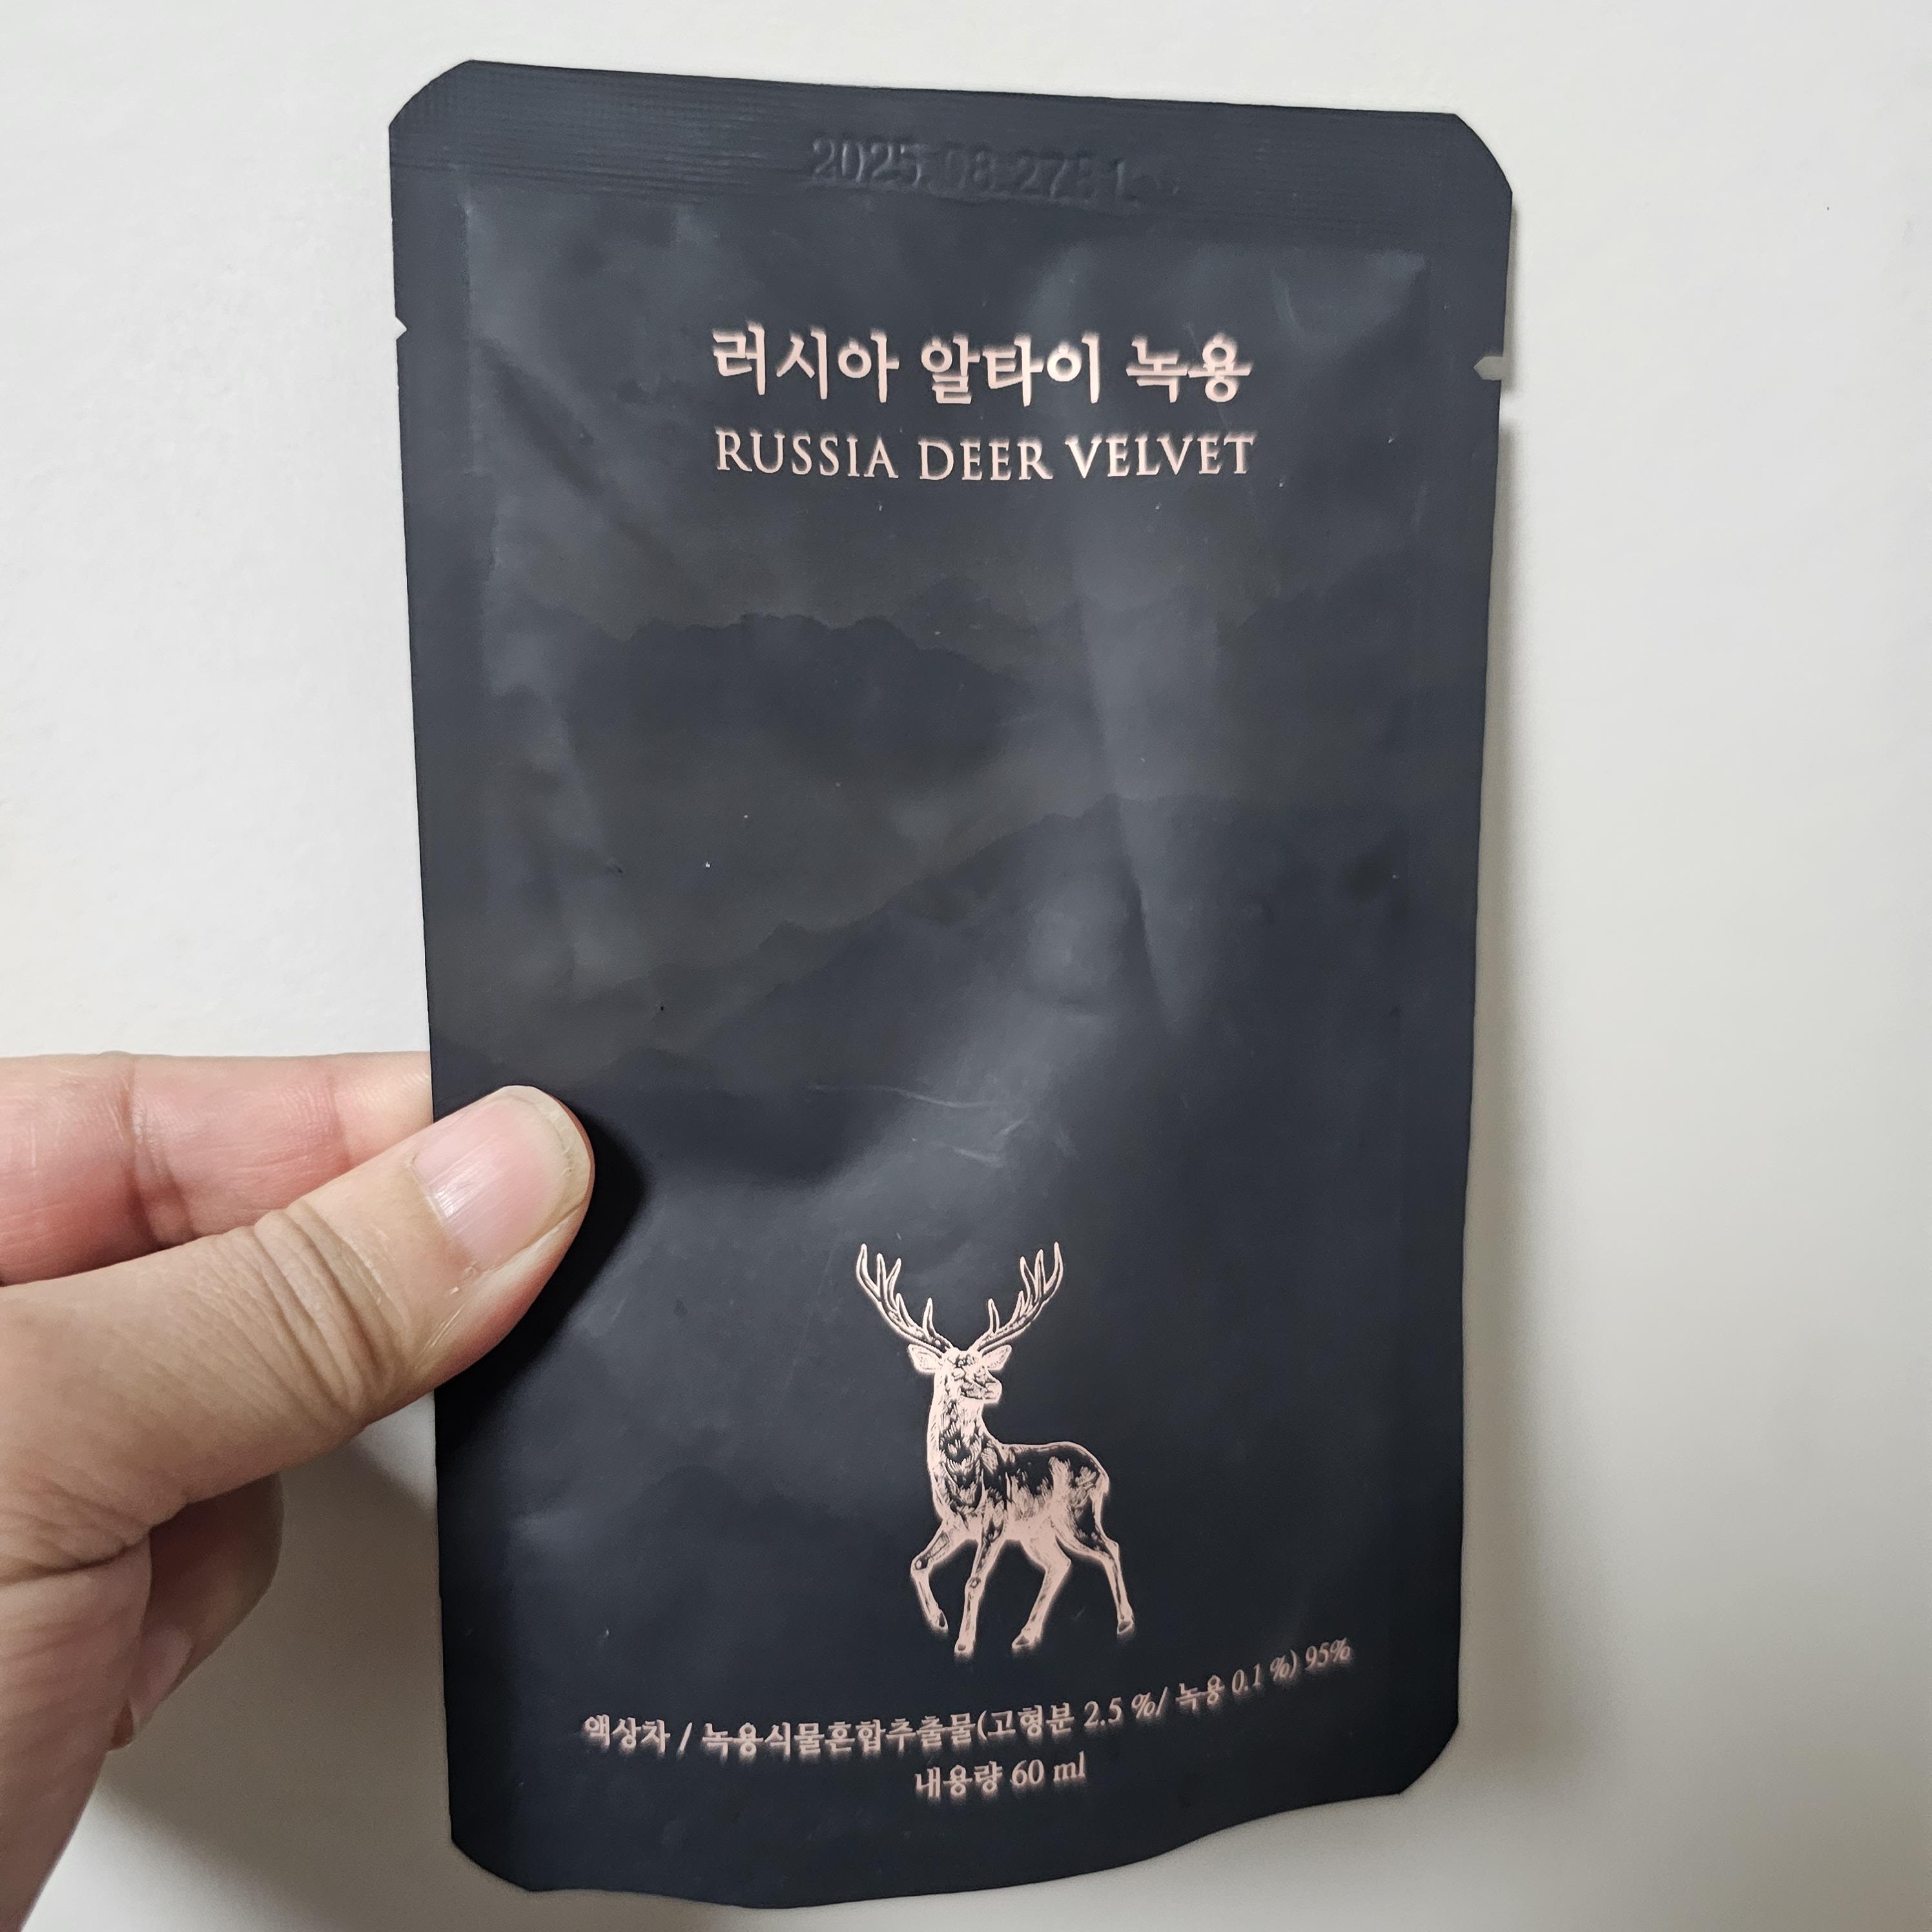 2025.08.27
러시아 알타이 녹용
RUSSIA DEER VELVET
액상차 / 녹용식물혼합추출물(고형분 2.5 %/ 녹용 0.1 %) 95%
내용량 60 ml